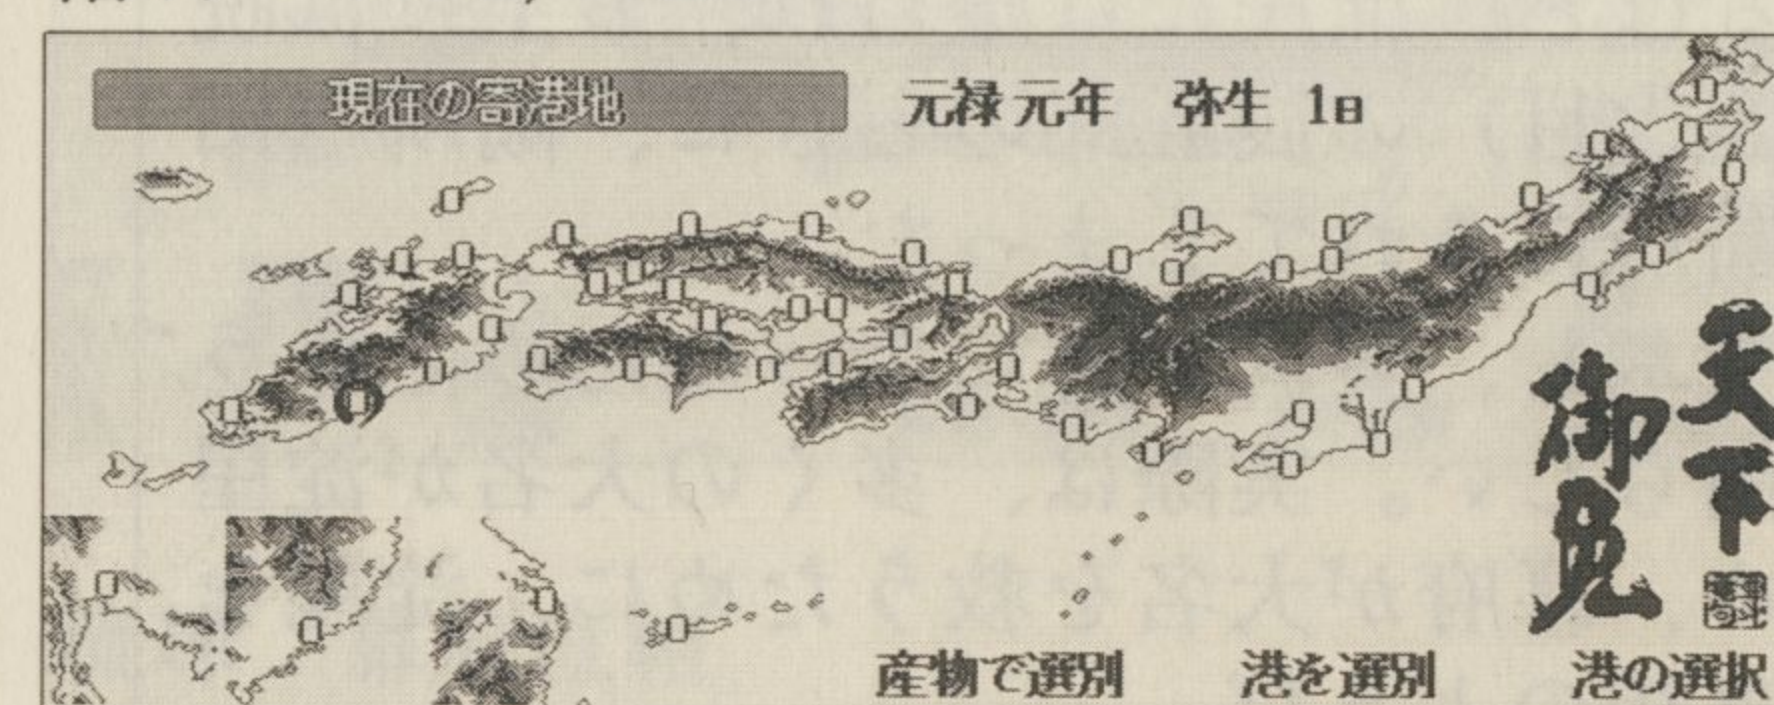 現在の寄港地
元禄元年 弥生 1日
天下
御免
産物で選別 港を選別 港の選択